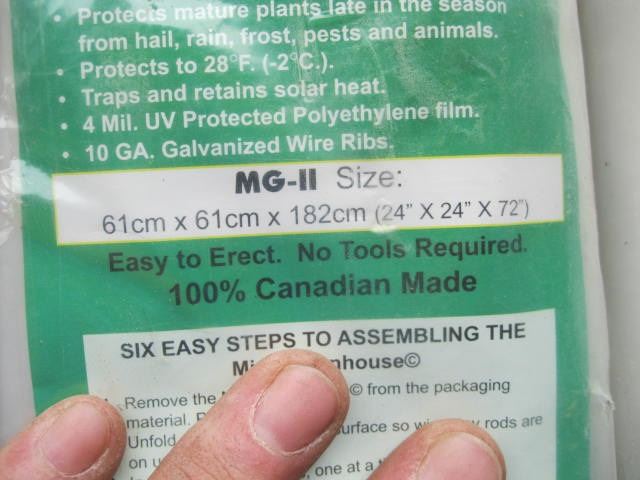 • Protects mature plants late in the season
from hail, rain, frost, pests and animals.
• Protects to 28°F. (-2°C.).
• Traps and retains solar heat.
• 4 Mil. UV Protected Polyethylene film.
• 10 GA. Galvanized Wire Ribs.
MG-II Size:
61cm x 61cm x 182cm (24" X 24" X 72")
Easy to Erect. No Tools Required.
100% Canadian Made
SIX EASY STEPS TO ASSEMBLING THE
nhouse©
Remove the © from the packaging
material. surface so rods are
Unfold
on one at a